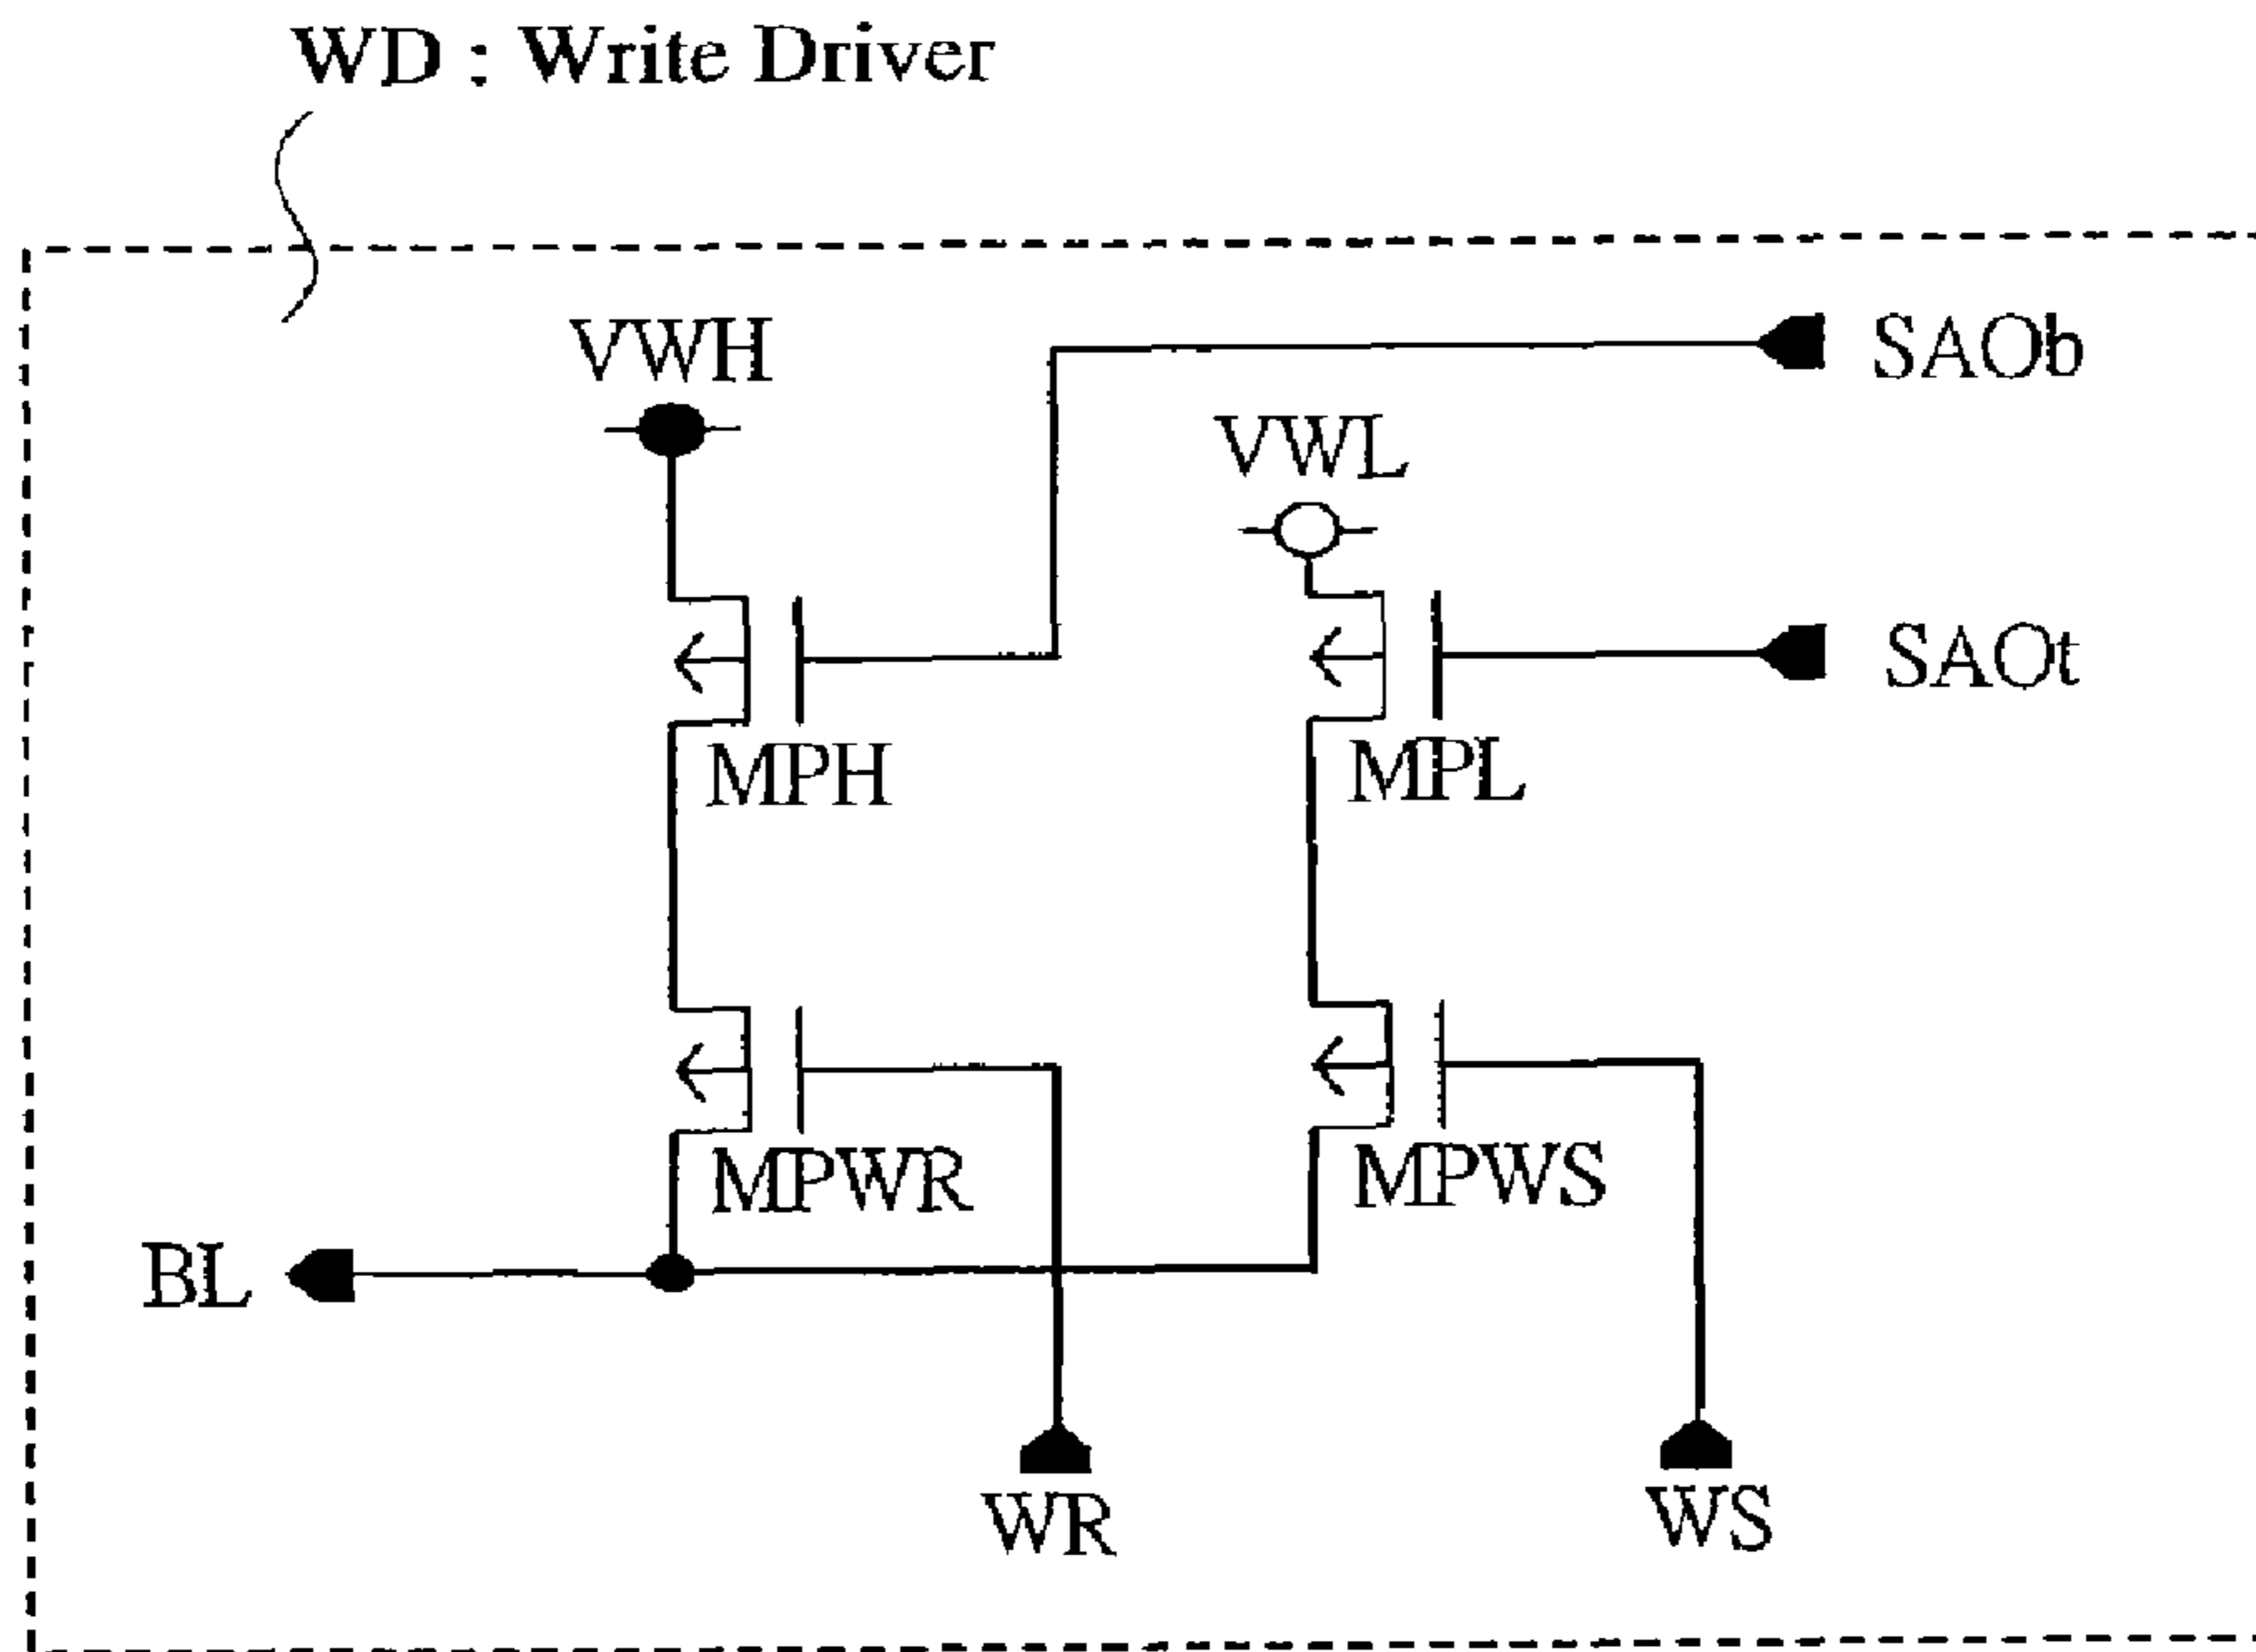 WD : Write Driver
VWH
SAOb
VWL
SAOt
MPH
MPL
MPWR
MPWS
BL
WR
WS